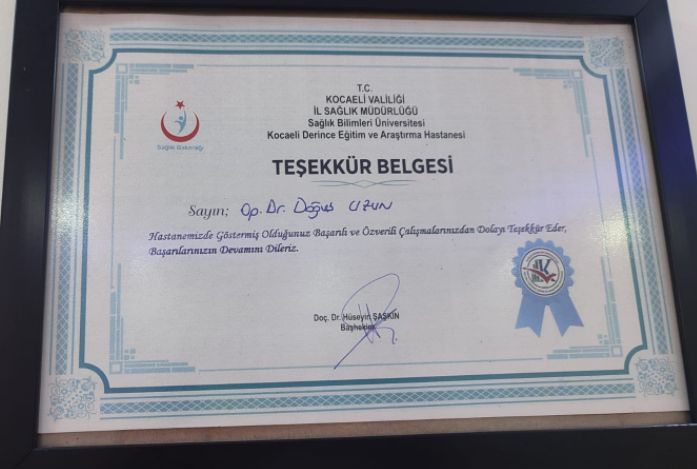 T.C.
KOCAELİ VALİLİĞİ
İL SAĞLIK MÜDÜRLÜĞÜ
Sağlık Bilimleri Üniversitesi
Kocaeli Derince Eğitim ve Araştırma Hastanesi
Sağlık Bakanlığı
TEŞEKKÜR BELGESİ
Sayın; Op. Dr. Doğuş UZUN
Hastanemizde Göstermiş Olduğunuz Başarılı ve Özverili Çalışmalarınızdan Dolayı Teşekkür Eder,
Başarılarınızın Devamını Dileriz.
Doç. Dr. Hüseyin ŞAŞKIN
Başhekim